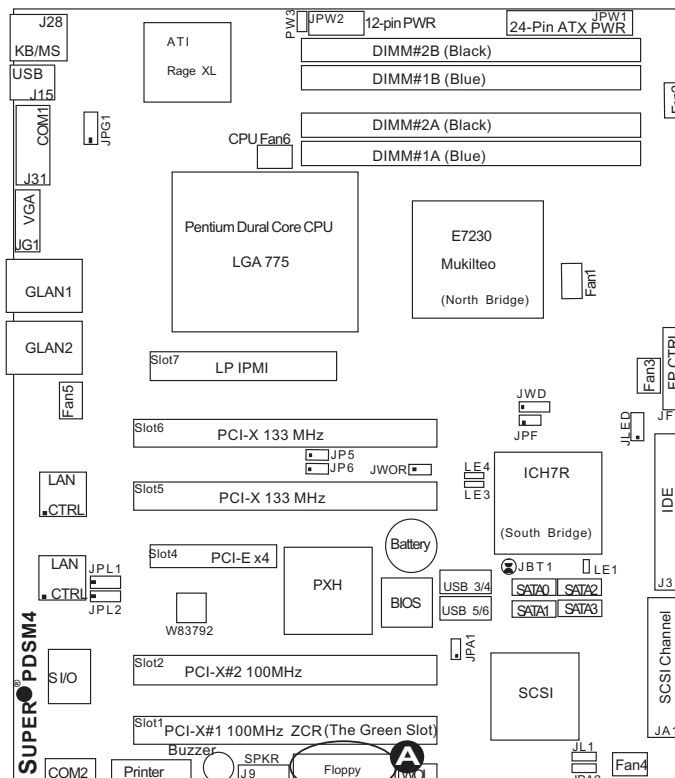 J28
KB/MS
USB
J15
COM1
J31
VGA
JG1
GLAN1
GLAN2
Fan5
ATI
Rage XL
JPG1
PW3
JPW2
12-pin PWR
JPW1
24-Pin ATX PWR
DIMM#2B (Black)
DIMM#1B (Blue)
DIMM#2A (Black)
DIMM#1A (Blue)
CPU Fan6
Pentium Dural Core CPU
LGA 775
E7230
Mukilteo
(North Bridge)
Fan1
Fan3
FP CTRL
JF
JLED
Slot7
LP IPMI
JWD
JPF
Slot6
PCI-X 133 MHz
JP5
JP6
JWOR
LE4
LE3
ICH7R
(South Bridge)
IDE
J3
LAN
CTRL
Slot5
PCI-X 133 MHz
LAN
CTRL
JPL1
JPL2
Slot4
PCI-E x4
PXH
Battery
BIOS
USB 3/4
USB 5/6
JBT1
LE1
SATA0
SATA2
SATA1
SATA3
W83792
JPA1
SUPER® PDSM4
S I/O
Slot2
PCI-X#2 100MHz
SCSI
SCSI Channel
JA1
Slot1
PCI-X#1 100MHz ZCR (The Green Slot)
Buzzer
COM2
Printer
SPKR
J9
Floppy
A
WOL
JL1
JPA2
Fan4